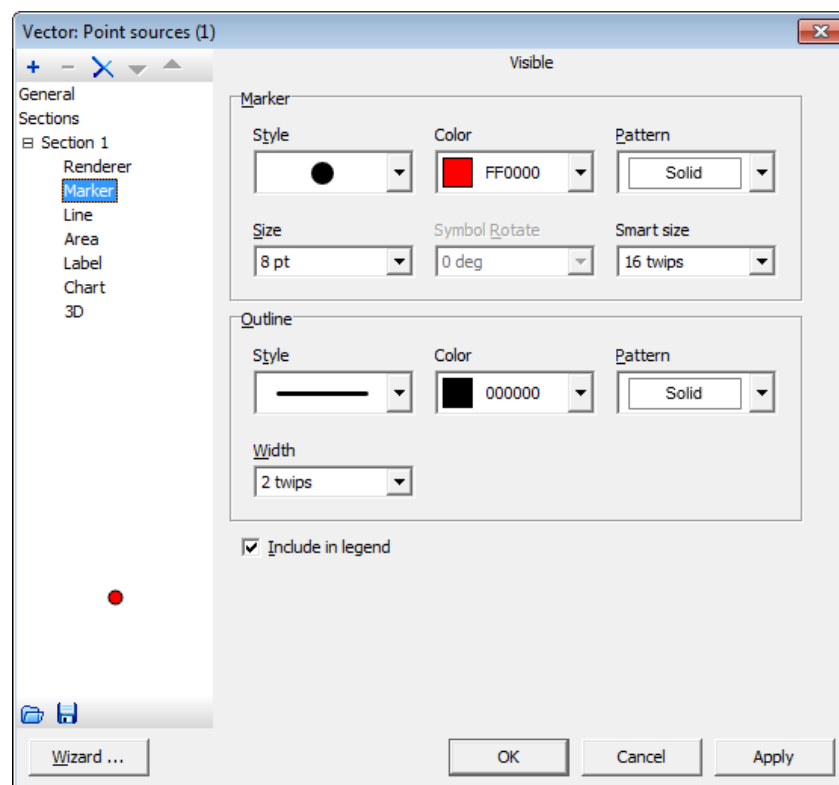 Vector: Point sources (1)
Visible
General
Sections
Section 1
Renderer
Marker
Line
Area
Label
Chart
3D
Marker
Style Color Pattern
FF0000 Solid
Size Symbol Rotate Smart size
8 pt 0 deg 16 twips
Outline
Style Color Pattern
000000 Solid
Width
2 twips
Include in legend
Wizard ... OK Cancel Apply